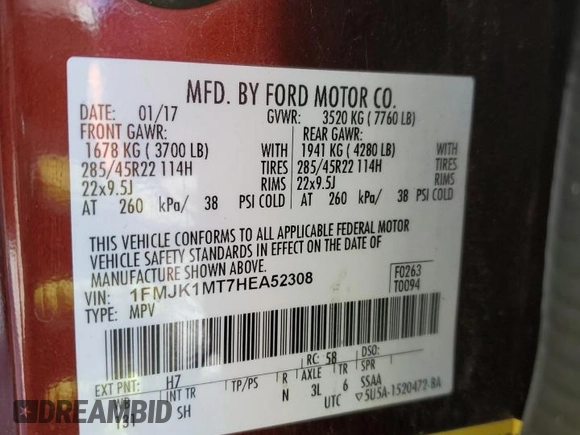 MFD. BY FORD MOTOR CO.
DATE: 01/17 GVWR: 3520 KG ( 7760 LB)
FRONT GAWR: REAR GAWR:
1678 KG ( 3700 LB) WITH 1941 KG ( 4280 LB) WITH
285/45R22 114H TIRES 285/45R22 114H TIRES
22x9.5J RIMS 22x9.5J RIMS
AT 260 kPa/ 38 PSI COLD AT 260 kPa/ 38 PSI COLD
THIS VEHICLE CONFORMS TO ALL APPLICABLE FEDERAL MOTOR
VEHICLE SAFETY STANDARDS IN EFFECT ON THE DATE OF
MANUFACTURE SHOWN ABOVE.
VIN: 1FMJK1MT7HEA52308 F0263
TYPE: MPV T0094
EXT PNT: H7 RC: 58 DSO:
INT TR TP/PS R AXLE TR SPR
SH N 3L 6 SSAA
UTC ▽5U5A-1520472-BA
DREAMBID